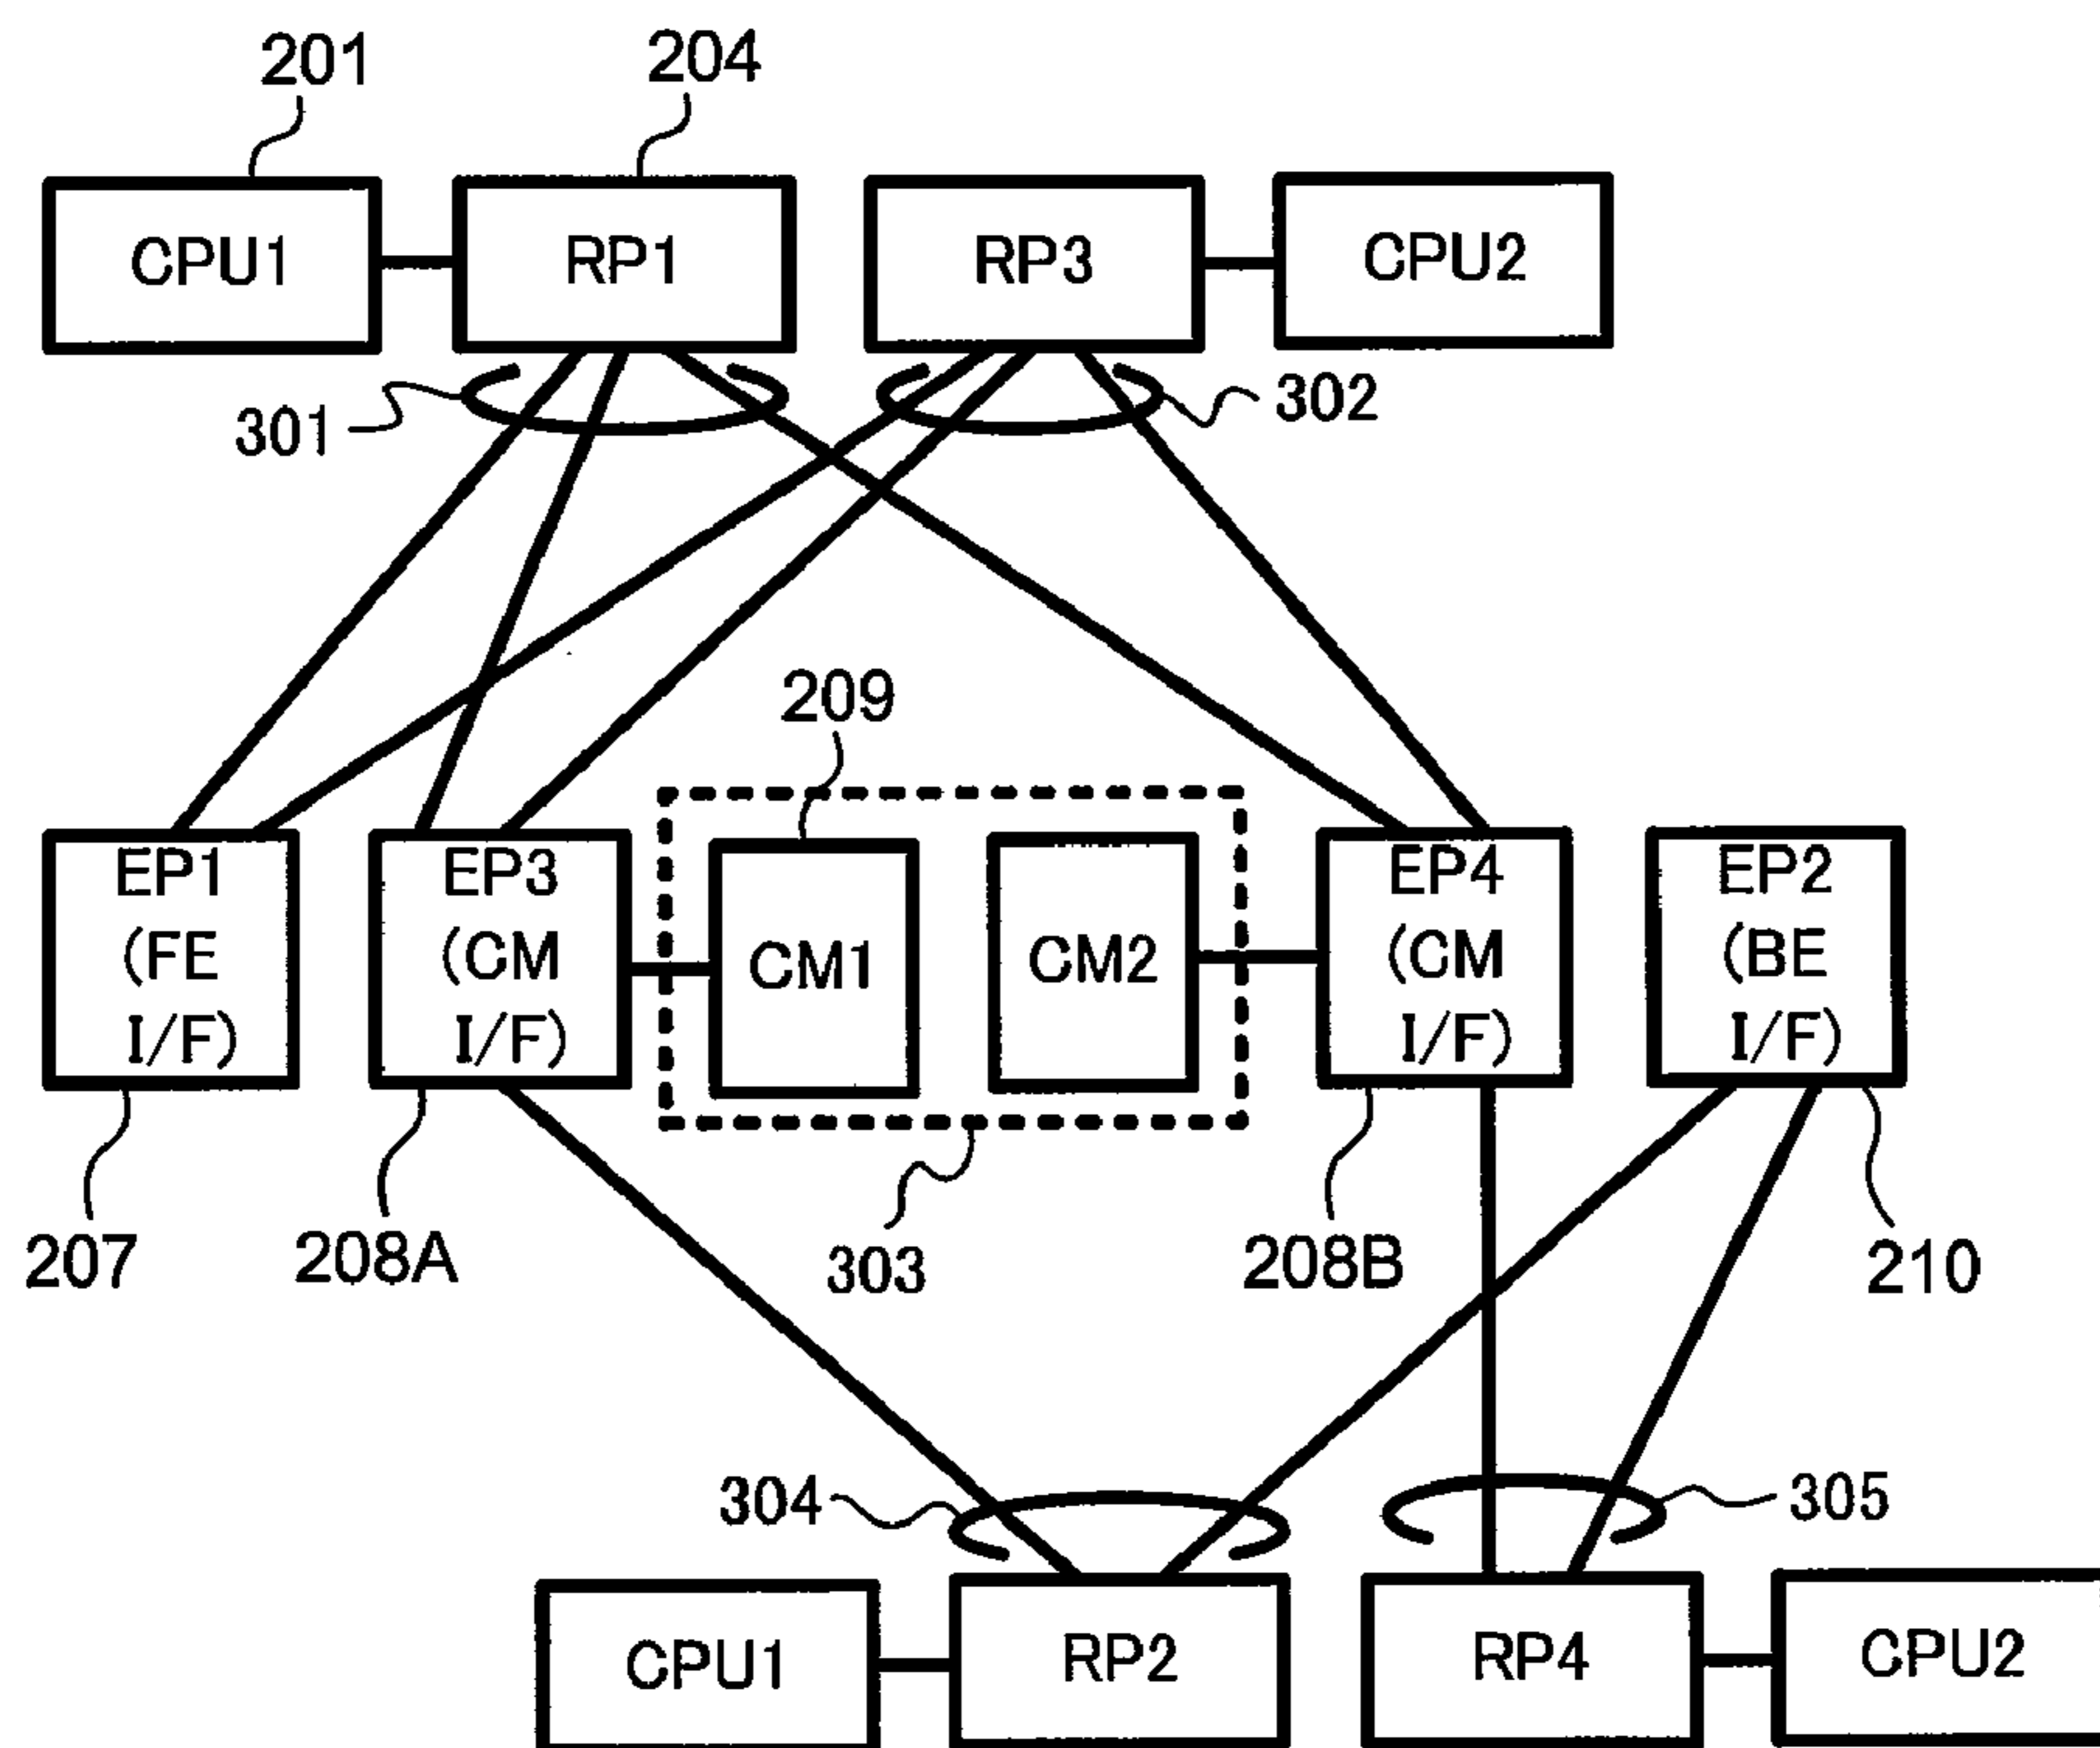 201
204
CPU1
RP1
RP3
CPU2
301
302
209
EP1
(FE
I/F)
EP3
(CM
I/F)
CM1
CM2
EP4
(CM
I/F)
EP2
(BE
I/F)
207
208A
303
208B
210
304
305
CPU1
RP2
RP4
CPU2